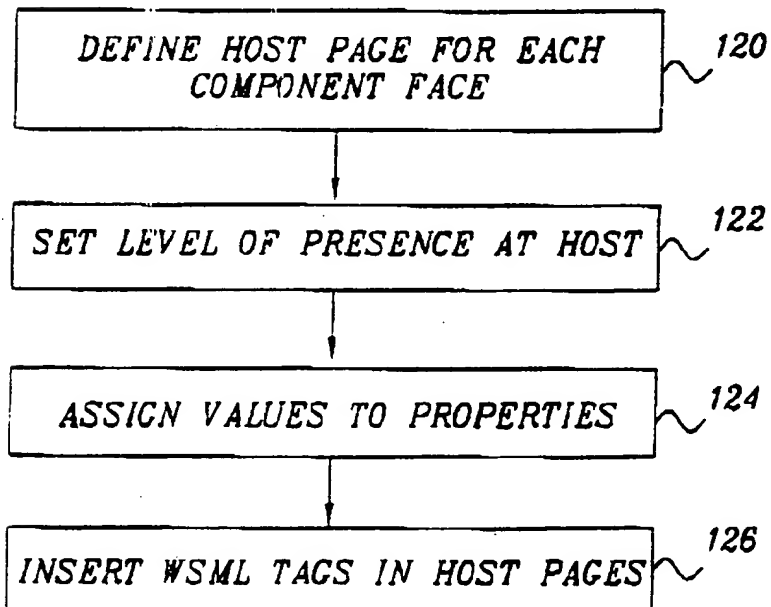 DEFINE HOST PAGE FOR EACH
COMPONENT FACE
120
SET LEVEL OF PRESENCE AT HOST
122
ASSIGN VALUES TO PROPERTIES
124
INSERT WSML TAGS IN HOST PAGES
126